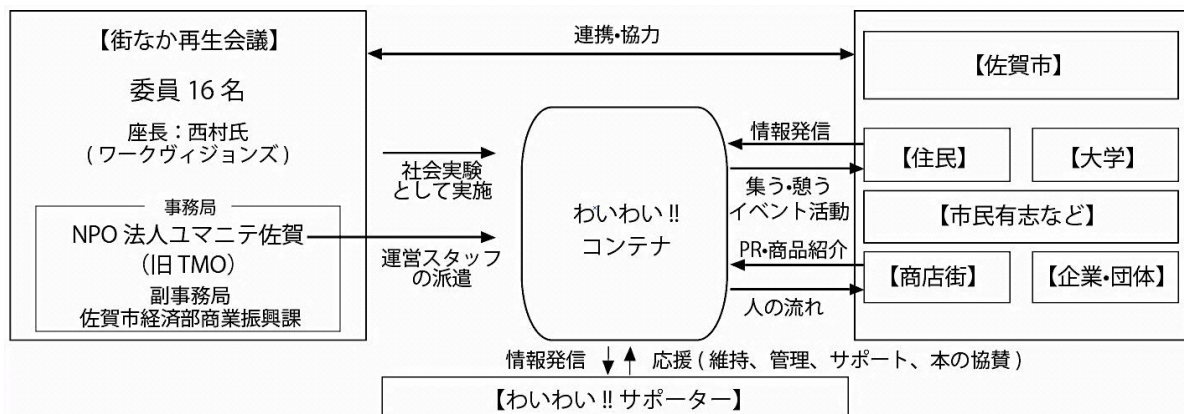 【街なか再生会議】
委員 16 名
座長：西村氏
( ワークヴィジョンズ )
事務局
NPO 法人ユマニテ佐賀
（旧 TMO）
副事務局
佐賀市経済部商業振興課
連携・協力
社会実験
として実施
運営スタッフ
の派遣
わいわい !!
コンテナ
情報発信
集う・憩う
イベント活動
PR・商品紹介
人の流れ
【佐賀市】
【住民】
【大学】
【市民有志など】
【商店街】
【企業・団体】
情報発信
応援 ( 維持、管理、サポート、本の協賛 )
【わいわい !! サポーター】